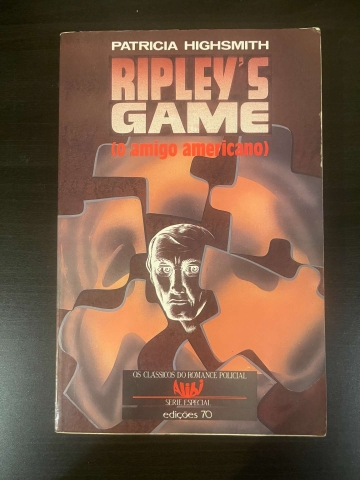 PATRICIA HIGHSMITH
RIPLEY'S
GAME
(o amigo americano)
OS CLÁSSICOS DO ROMANCE POLICIAL
SÉRIE ESPECIAL
edições 70